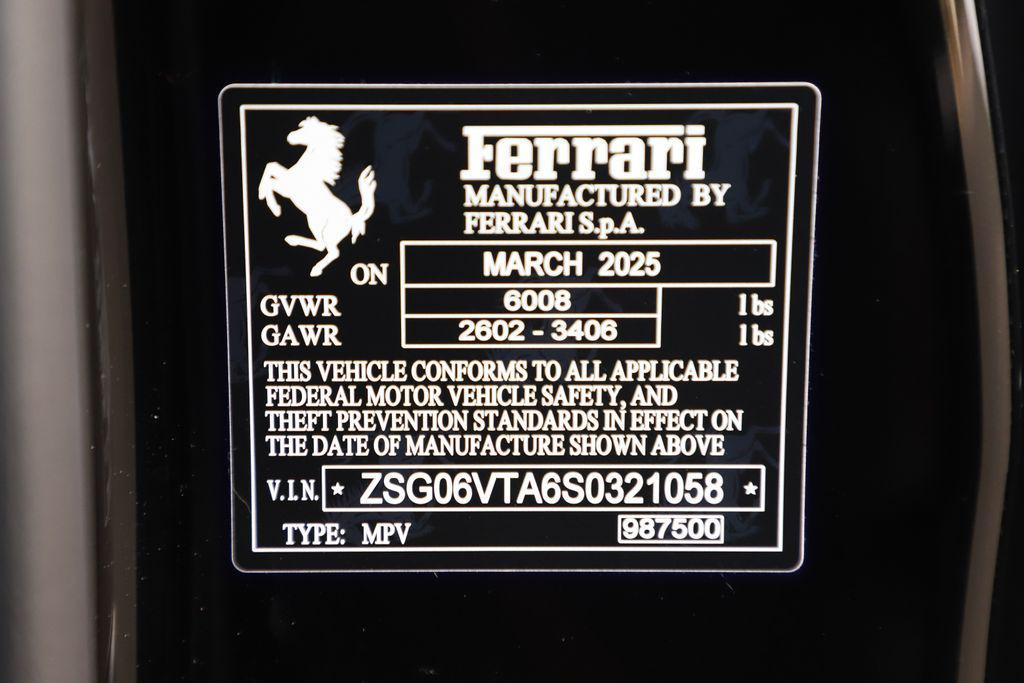 Ferrari
MANUFACTURED BY
FERRARI S.p.A.
ON MARCH 2025
GVWR 6008 lbs
GAWR 2602 - 3406 lbs
THIS VEHICLE CONFORMS TO ALL APPLICABLE
FEDERAL MOTOR VEHICLE SAFETY, AND
THEFT PREVENTION STANDARDS IN EFFECT ON
THE DATE OF MANUFACTURE SHOWN ABOVE
V.I.N. ★ ZSG06VTA6S0321058 ★
TYPE: MPV 987500